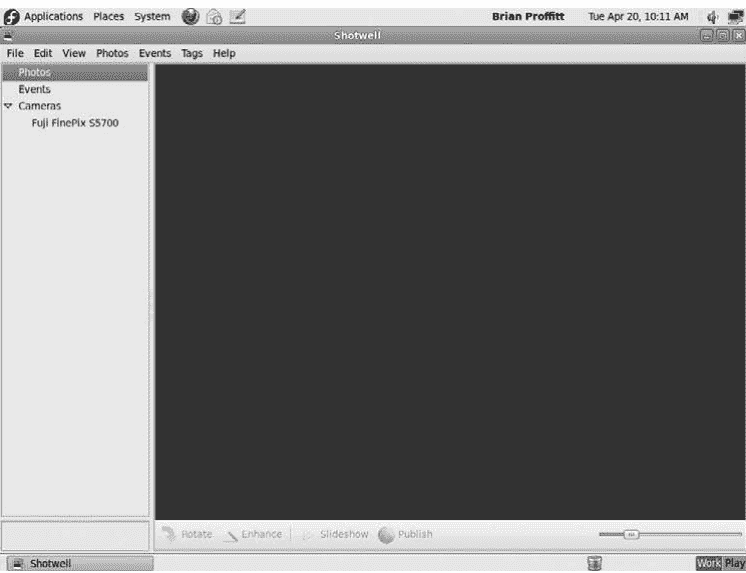 Applications Places System Brian Proffitt Tue Apr 20, 10:11 AM
Shotwell
File Edit View Photos Events Tags Help
Photos
Events
Cameras
Fuji FinePix S5700
Rotate Enhance Slideshow Publish
Shotwell Work Play